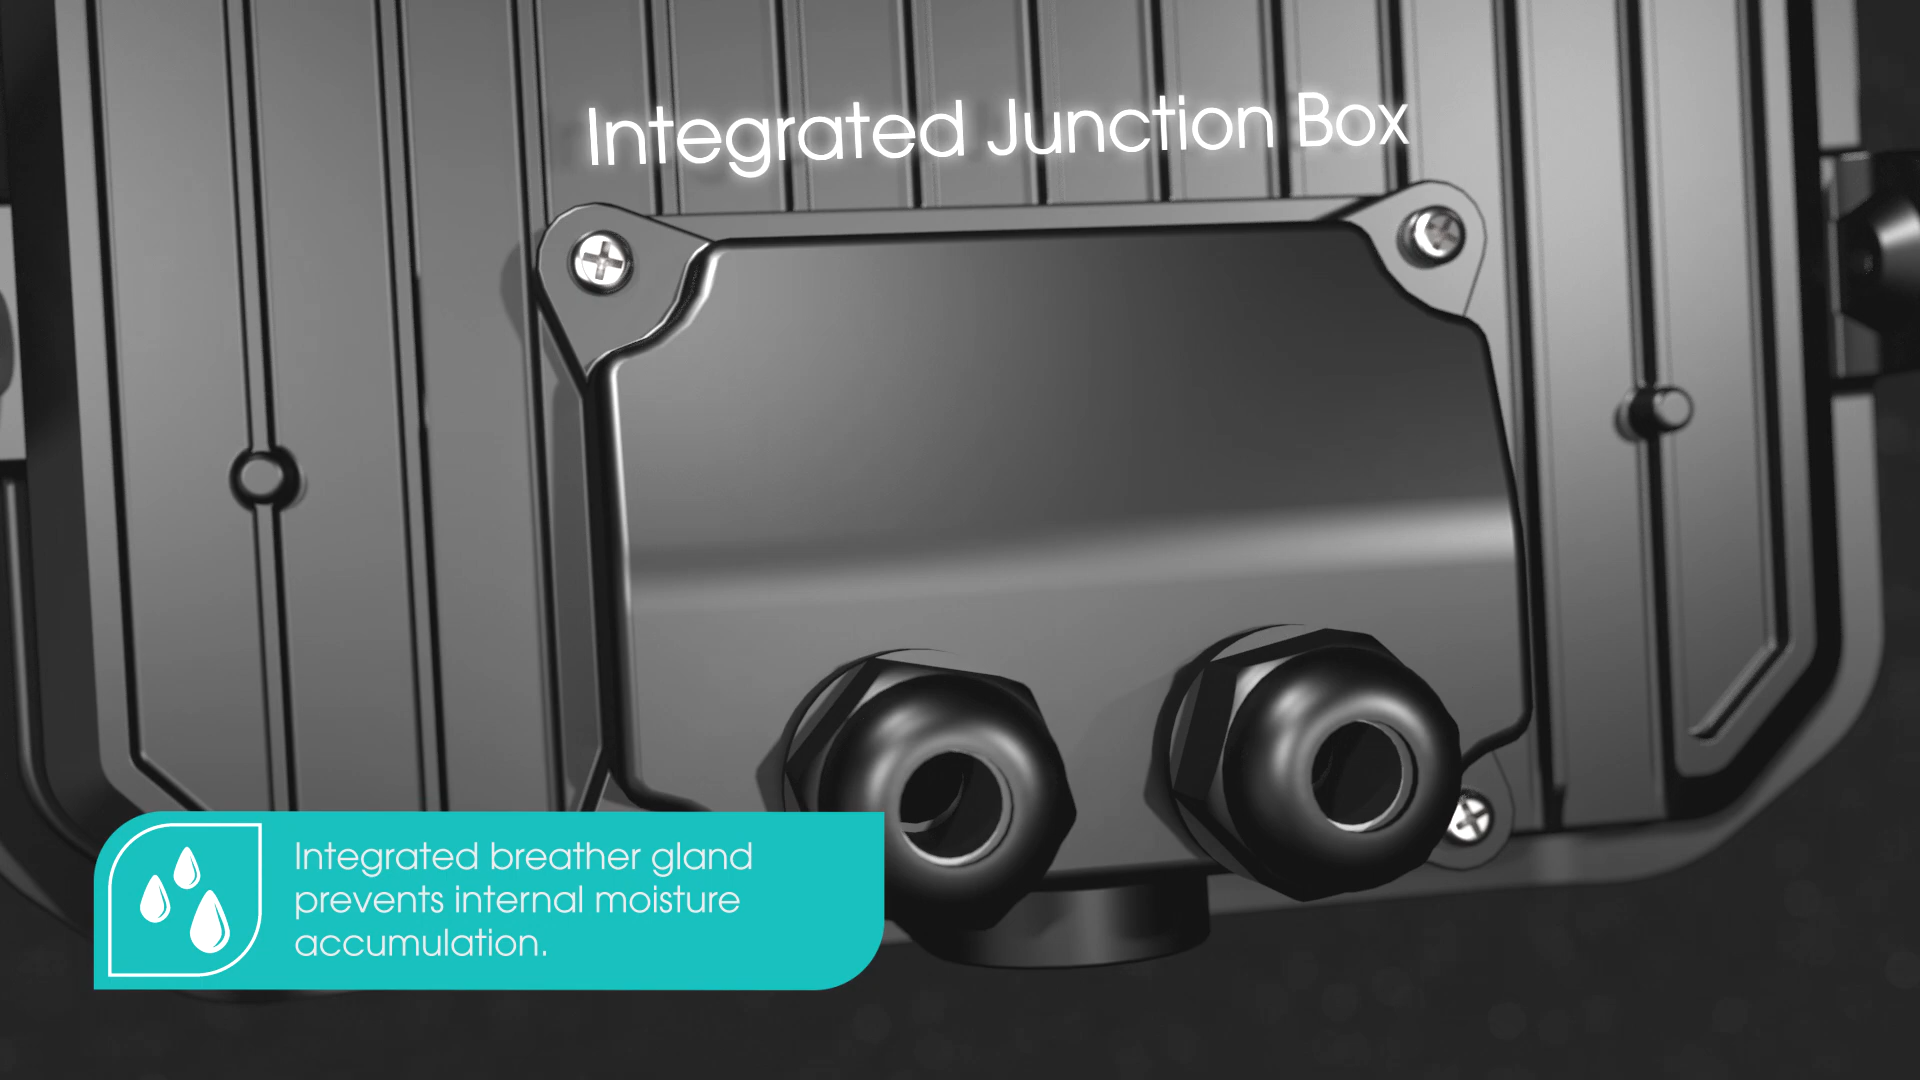 Integrated Junction Box
Integrated breather gland
prevents internal moisture
accumulation.